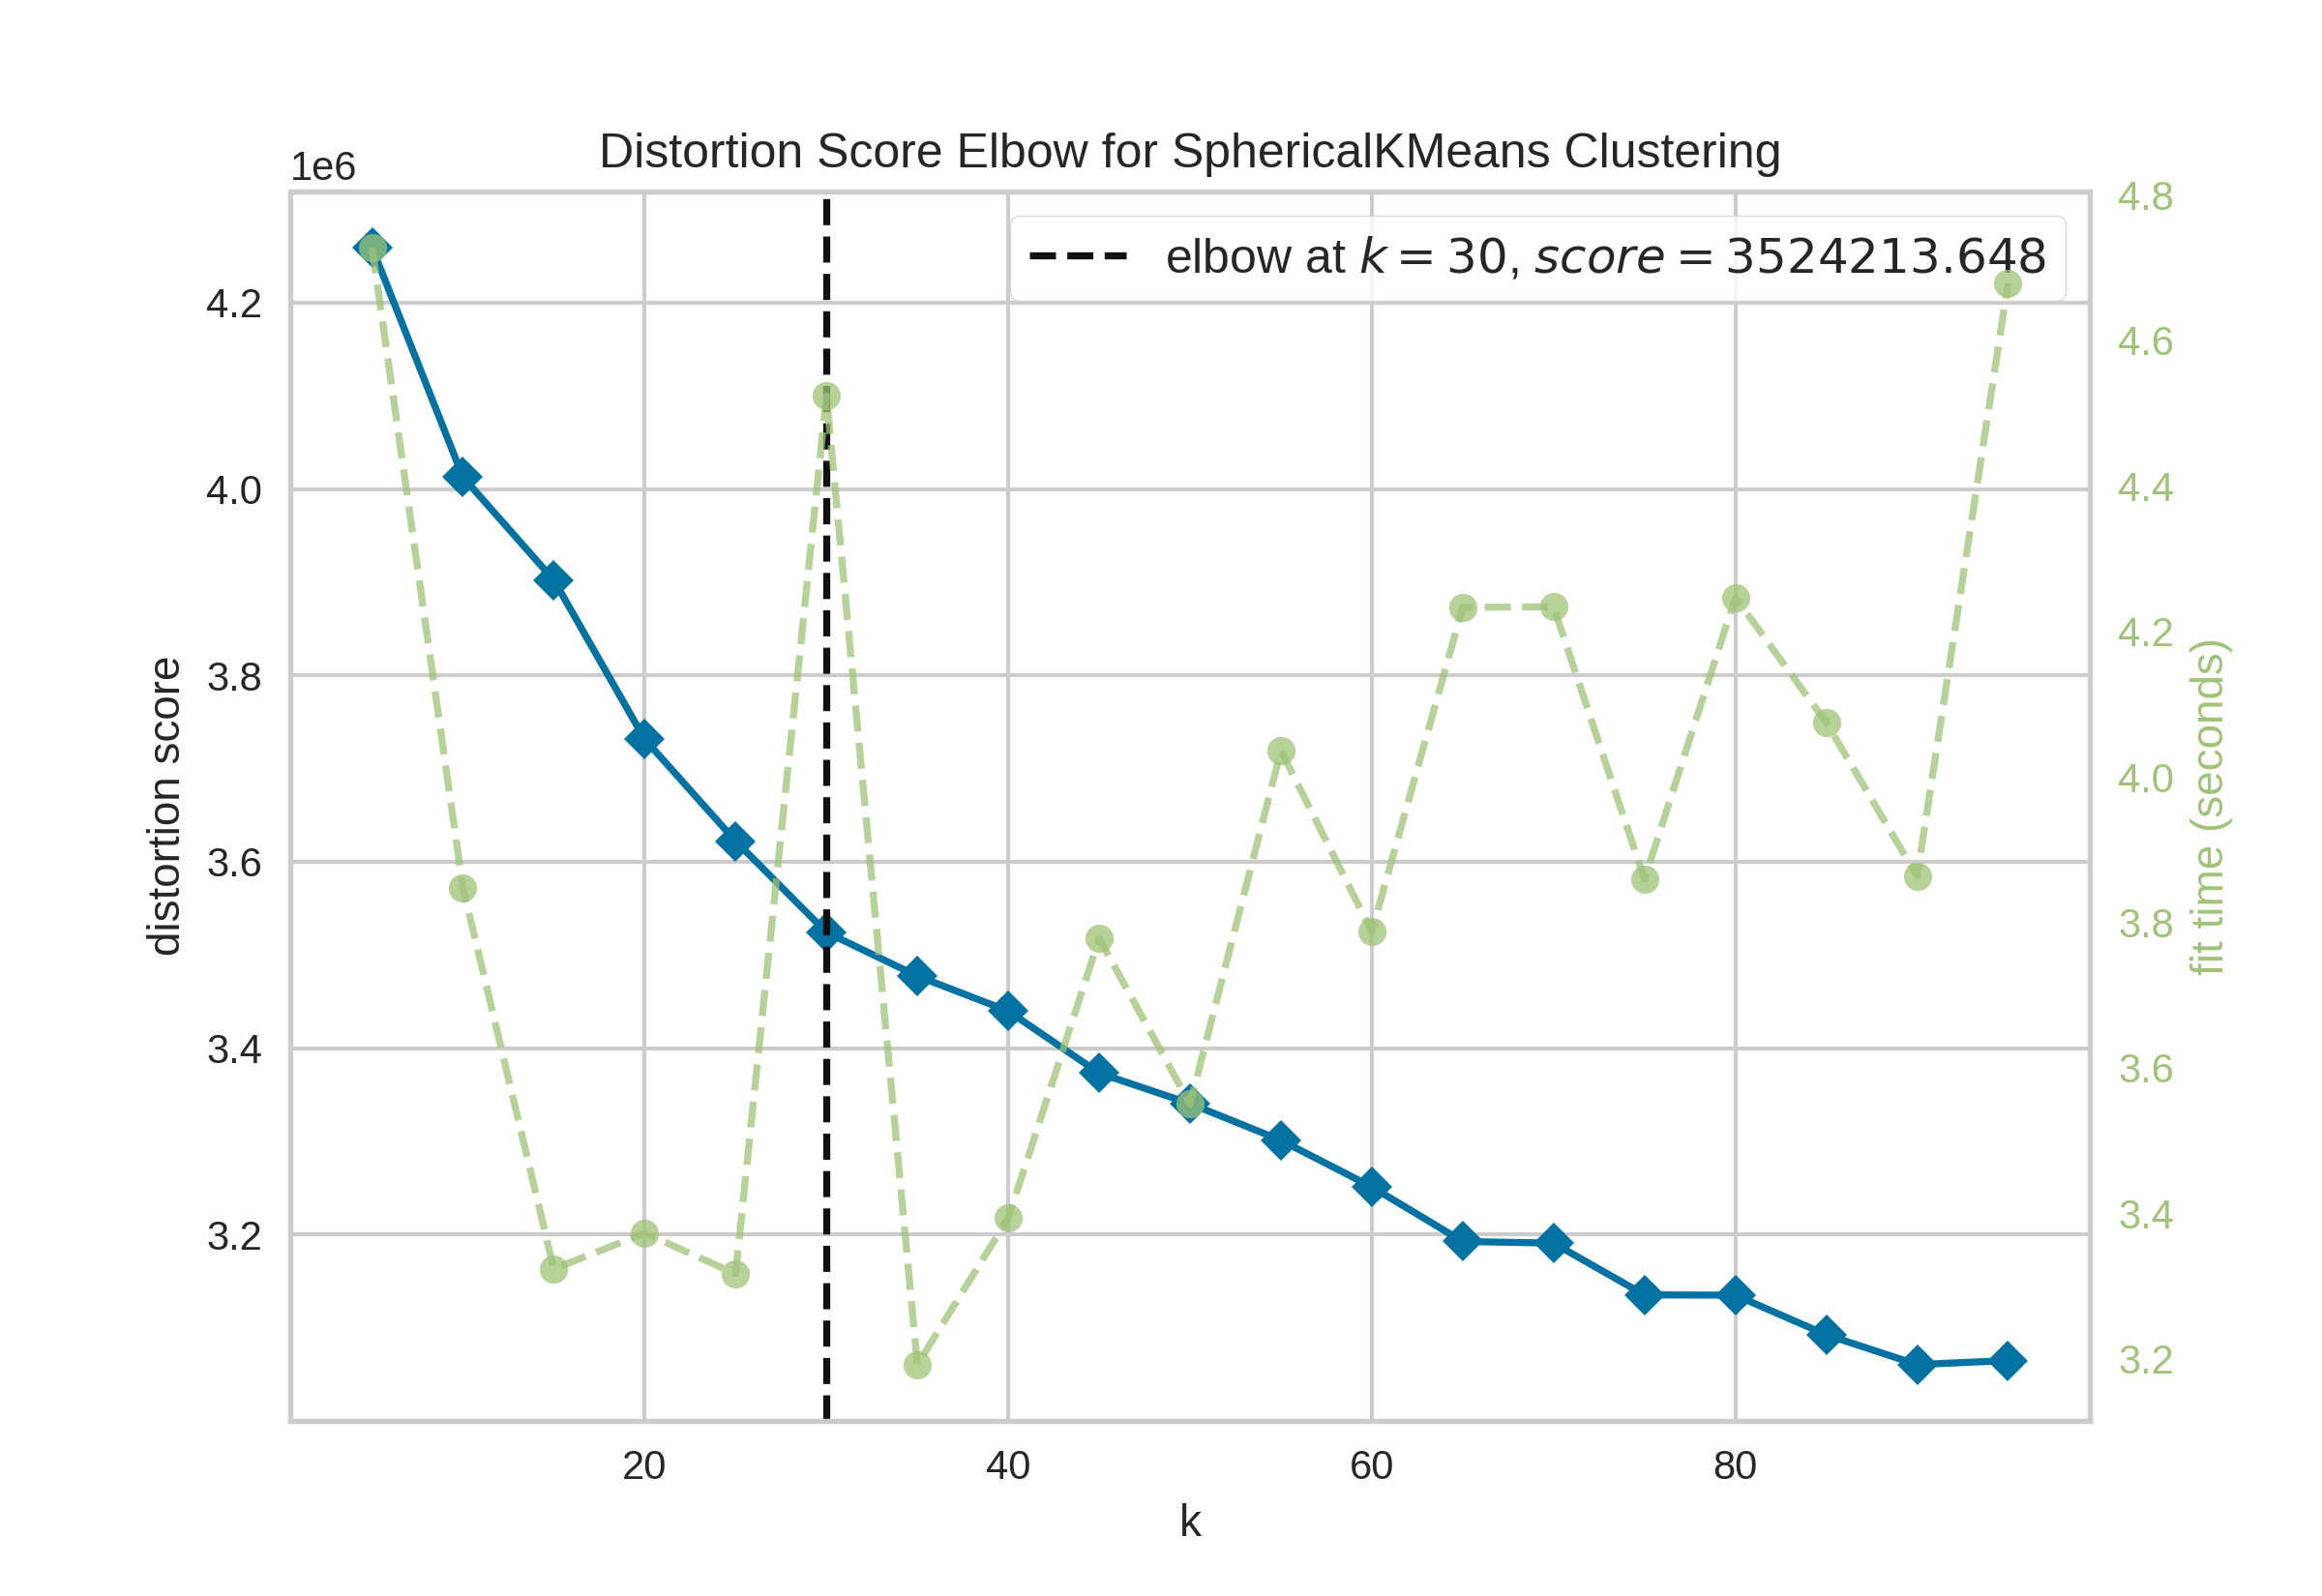 Distortion Score Elbow for SphericalKMeans Clustering
1e6
elbow at k = 30, score = 3524213.648
4.2
4.0
3.8
3.6
3.4
3.2
distortion score
4.8
4.6
4.4
4.2
4.0
3.8
3.6
3.4
3.2
fit time (seconds)
20 40 60 80
k